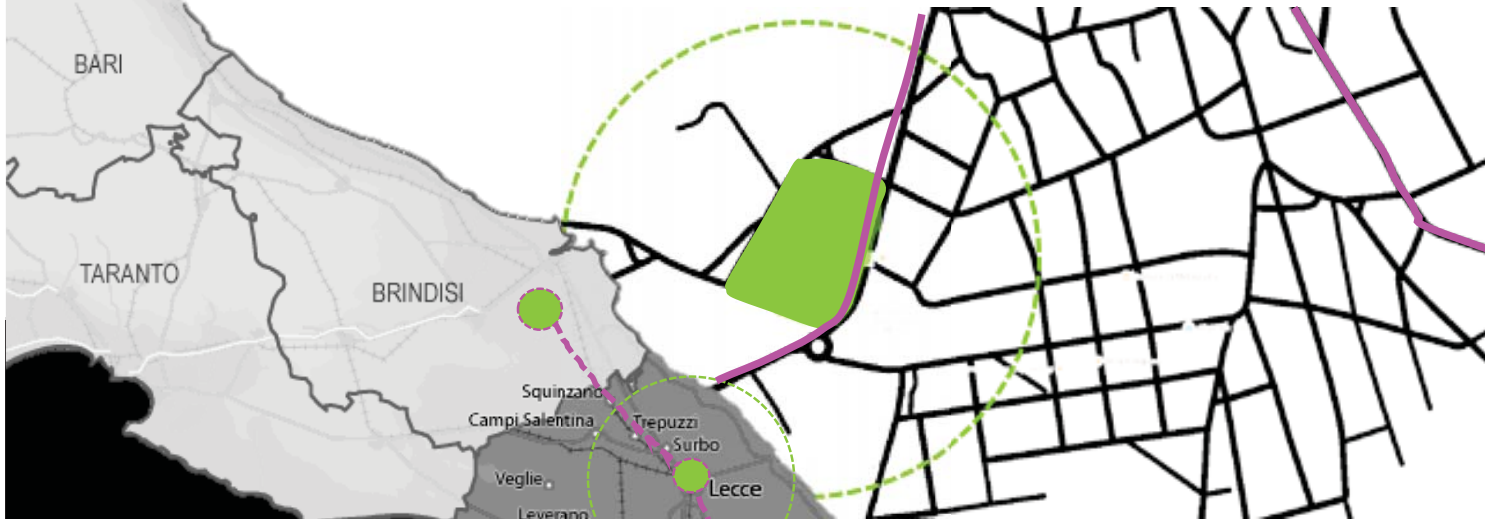 BARI
TARANTO
BRINDISI
Squinzano
Campi Salentina
Trepuzzi
Surbo
Veglie
Lecce
Leverano